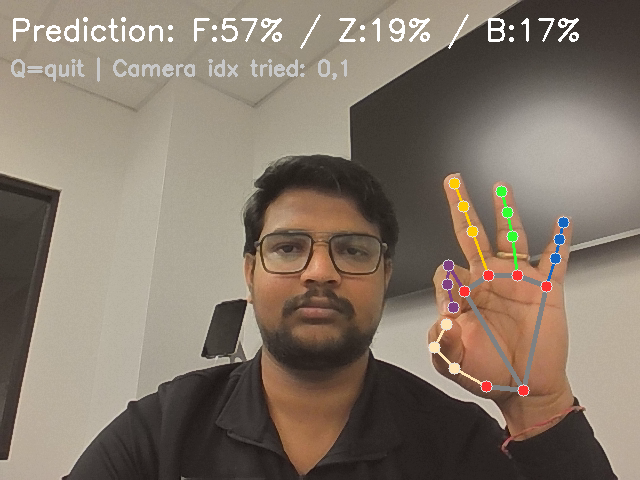 Prediction: F:57% / Z:19% / B:17%
Q=quit | Camera idx tried: 0,1